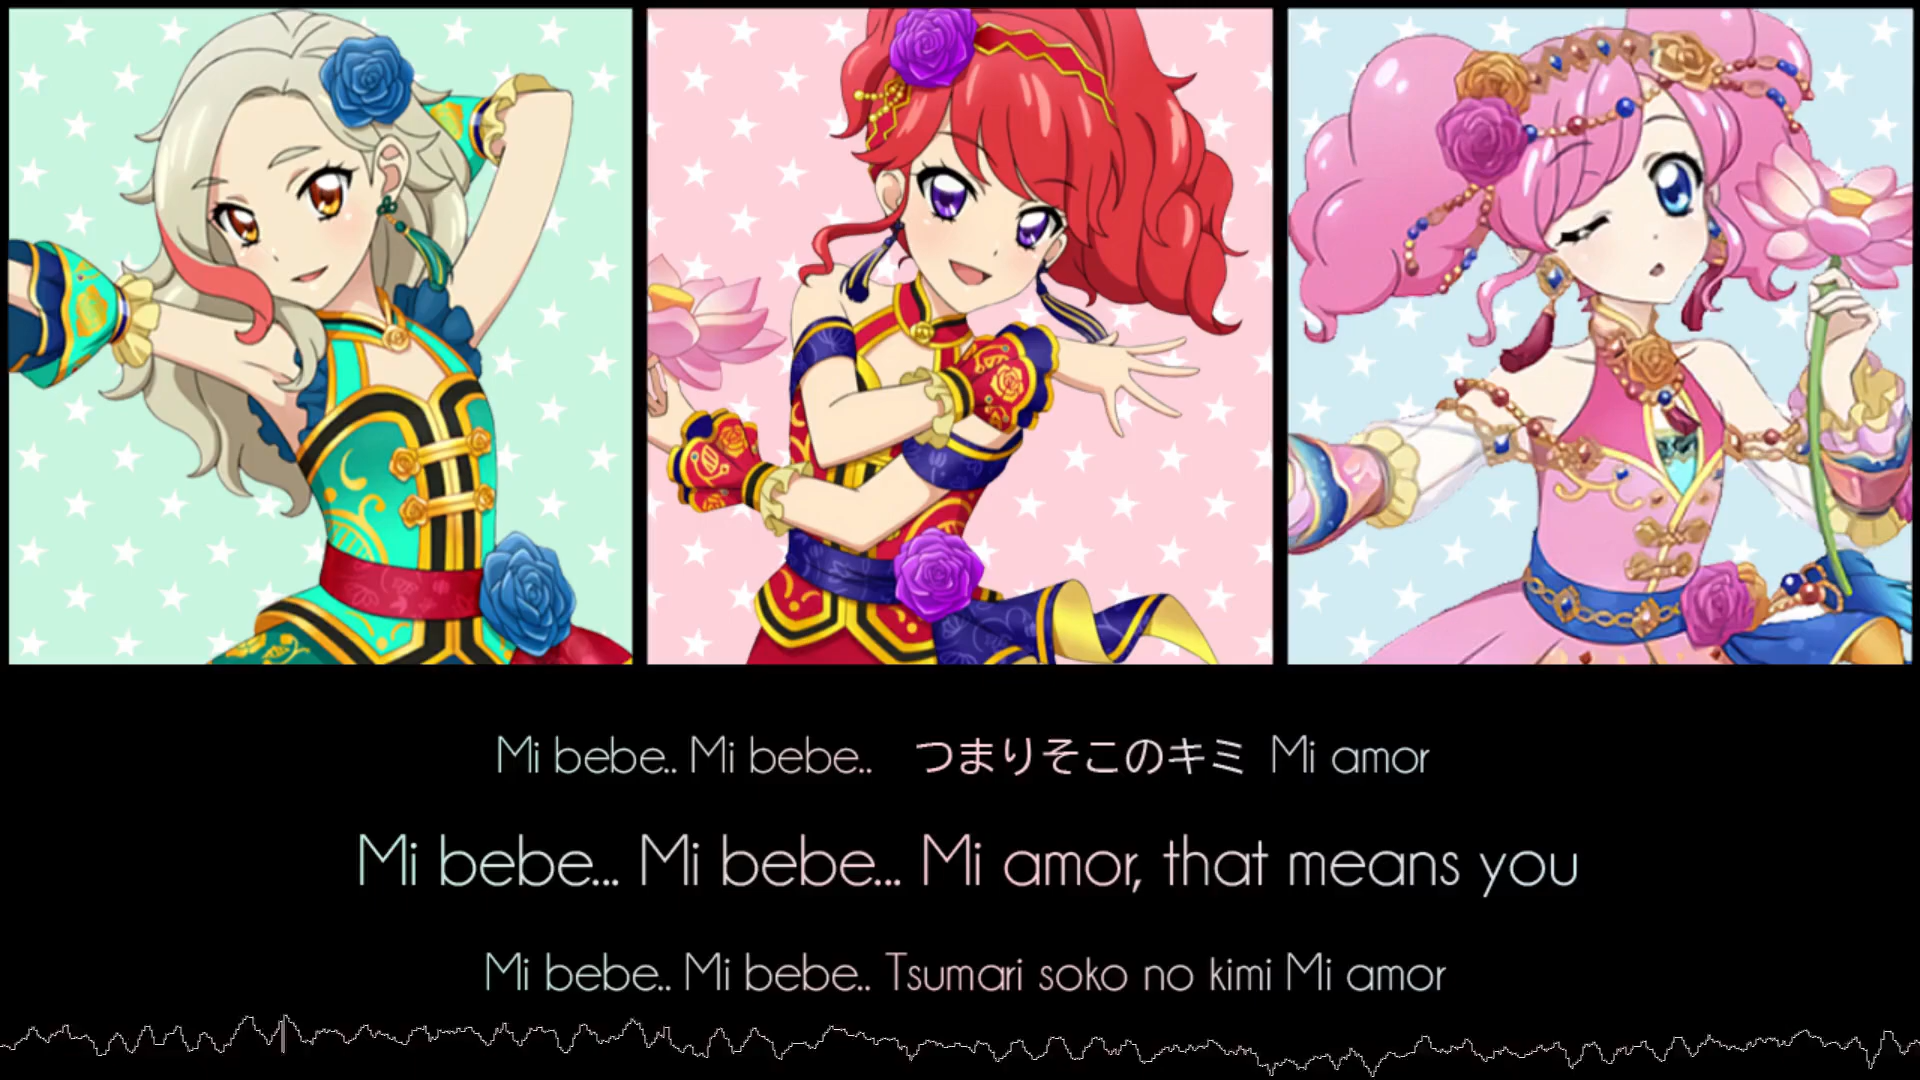 Mi bebe.. Mi bebe.. つまりそこのキミ Mi amor
Mi bebe... Mi bebe... Mi amor, that means you
Mi bebe.. Mi bebe.. Tsumari soko no kimi Mi amor